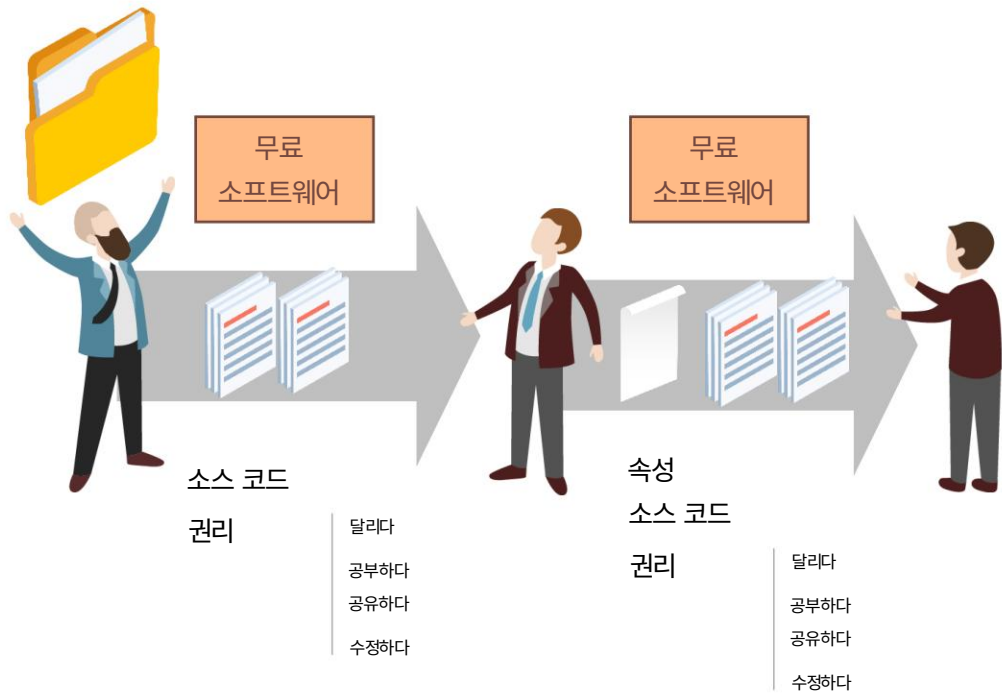 무료
소프트웨어
무료
소프트웨어
소스 코드
권리
달리다
공부하다
공유하다
수정하다
속성
소스 코드
권리
달리다
공부하다
공유하다
수정하다